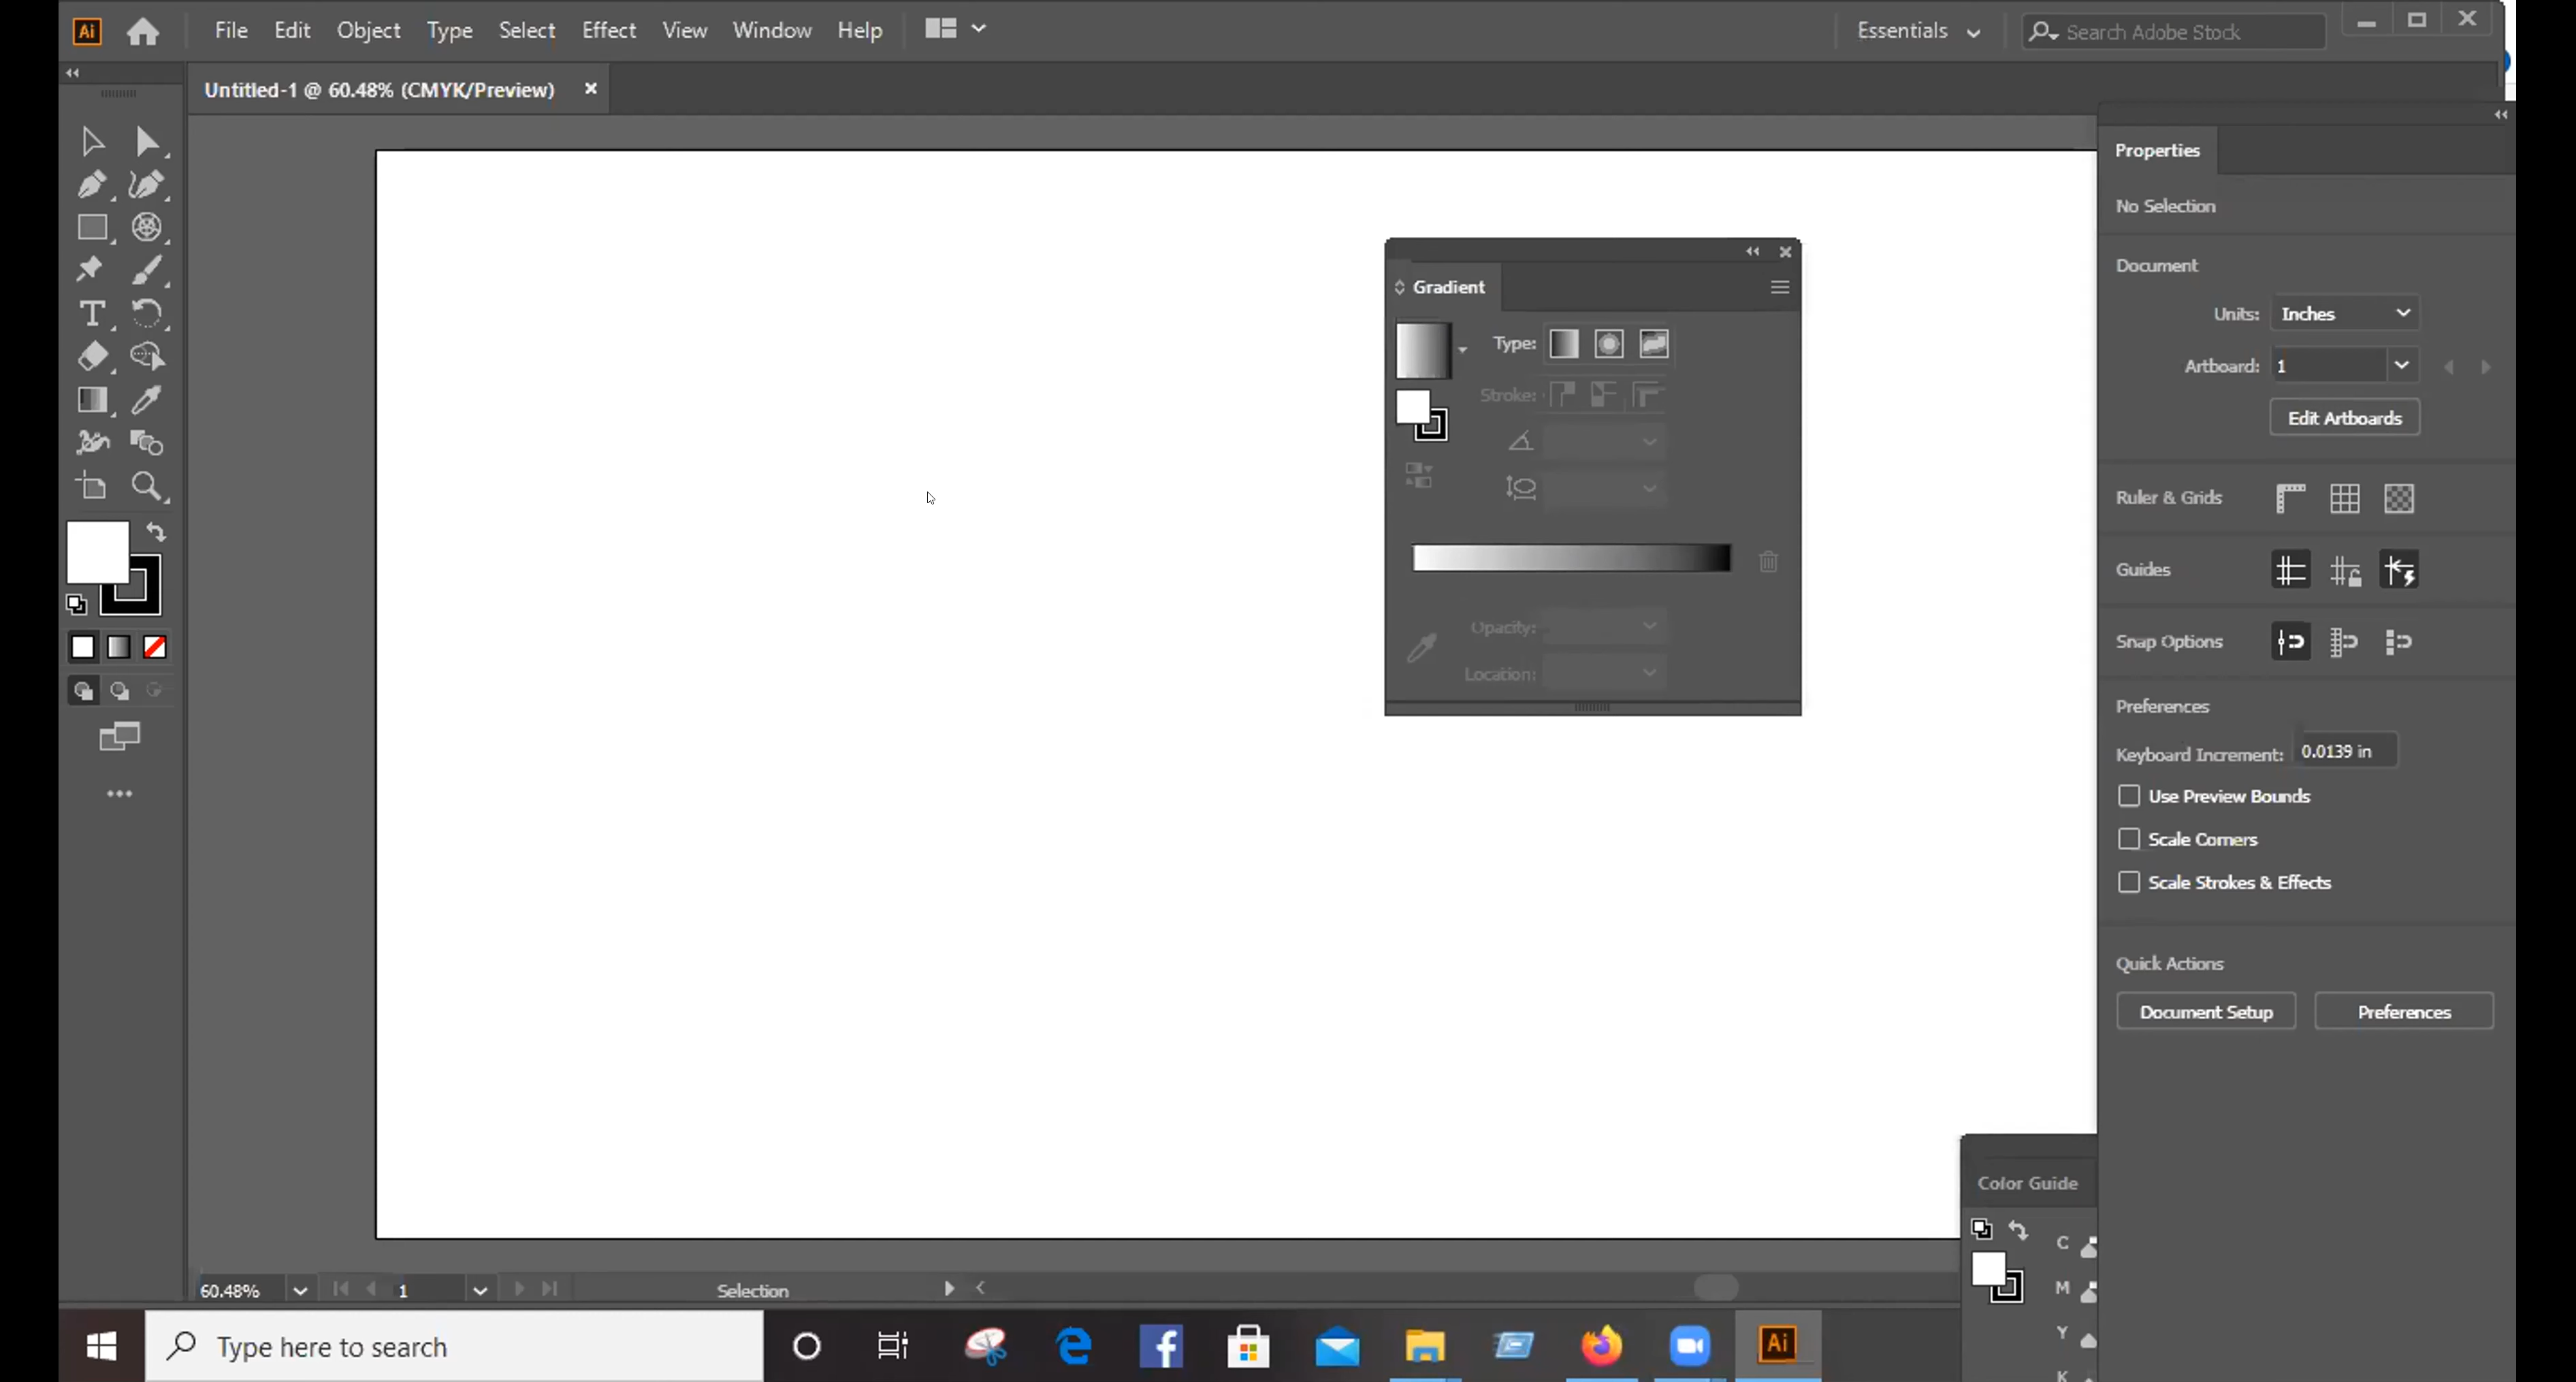 Ai File Edit Object Type Select Effect View Window Help Essentials Search Adobe Stock
Untitled-1 @ 60.48% (CMYK/Preview)
Properties
No Selection
Document
Units: Inches
Artboard: 1
Edit Artboards
Ruler & Grids
Guides
Snap Options
Preferences
Keyboard Increment: 0.0139 in
Use Preview Bounds
Scale Corners
Scale Strokes & Effects
Quick Actions
Document Setup Preferences
Gradient
Type:
Stroke:
Opacity:
Location:
Color Guide
C
M
Y
K
60.48% 1 Selection
Type here to search
Ai